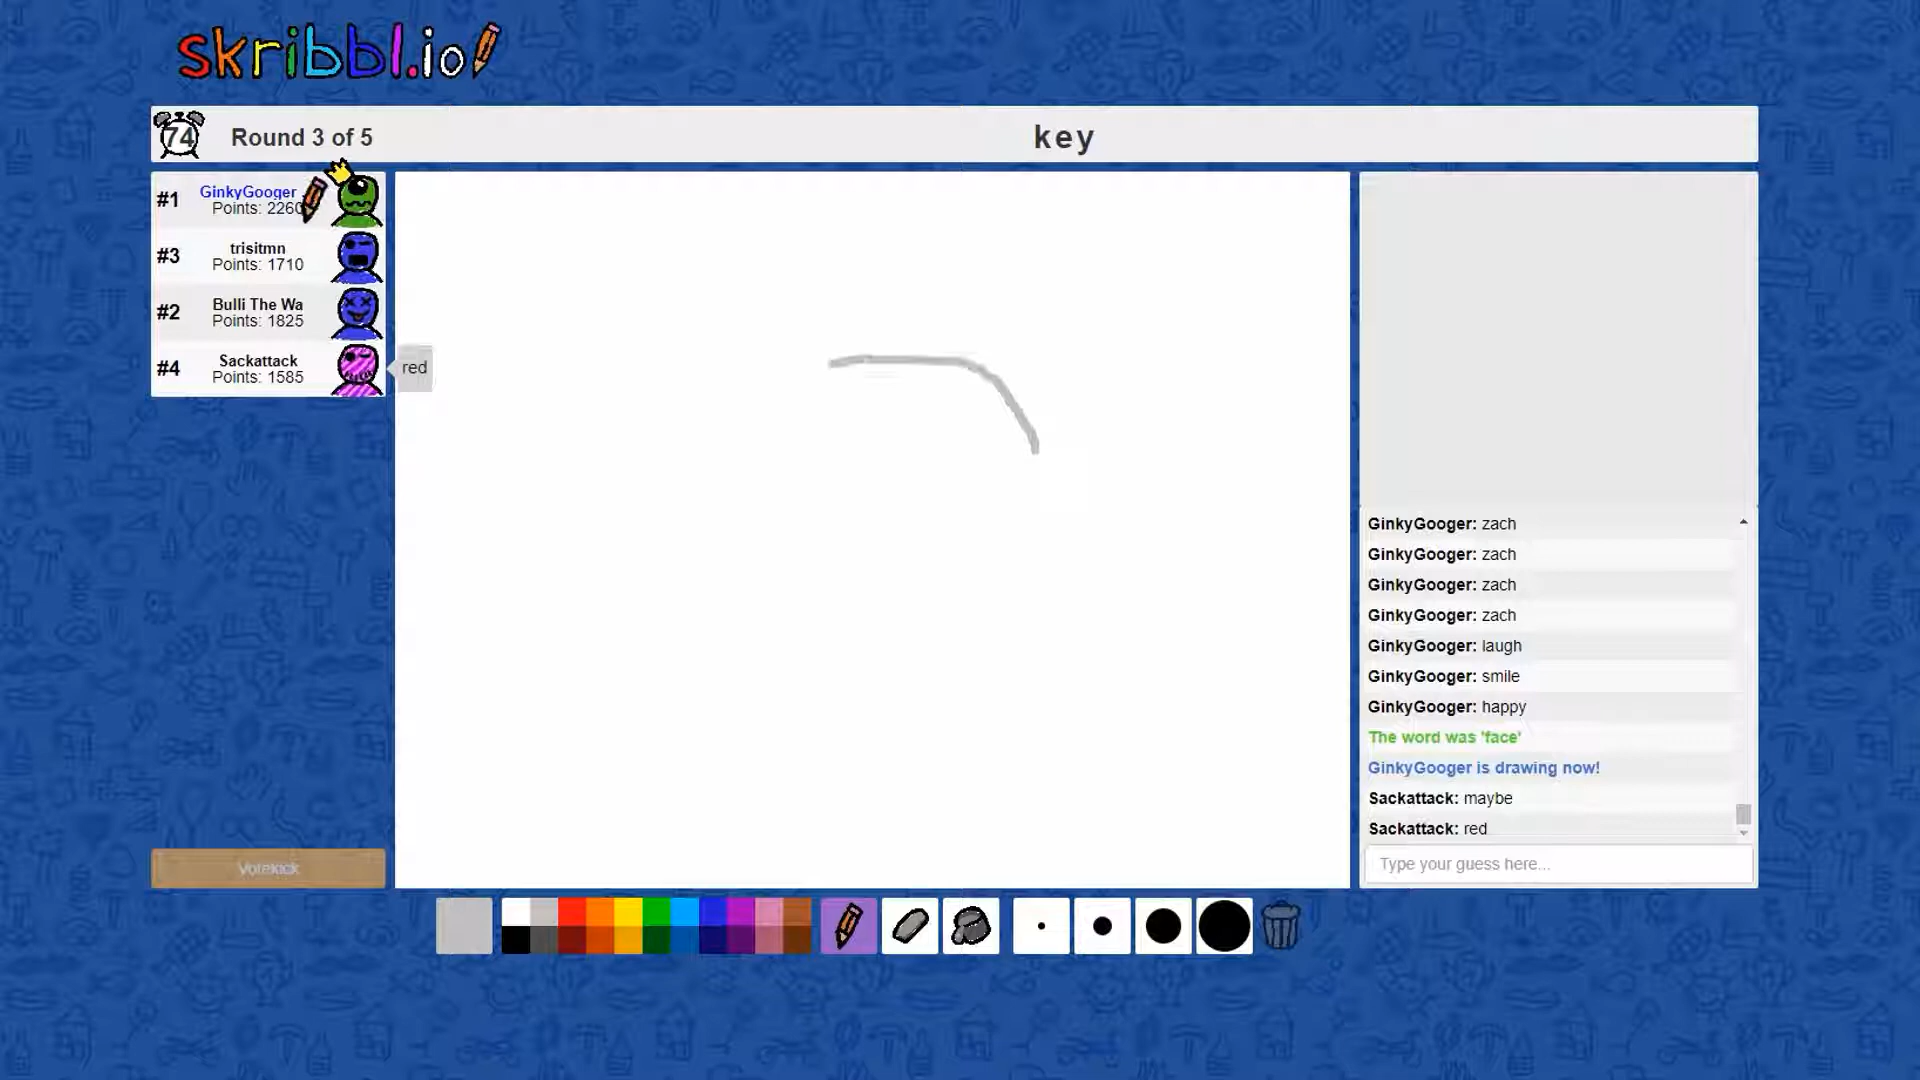 skribbl.io
74
Round 3 of 5
key
#1
GinkyGooger
Points: 2260
#3
trisitmn
Points: 1710
#2
Bulli The Wa
Points: 1825
#4
Sackattack
Points: 1585
red
Votekick
GinkyGooger: zach
GinkyGooger: zach
GinkyGooger: zach
GinkyGooger: zach
GinkyGooger: laugh
GinkyGooger: smile
GinkyGooger: happy
The word was 'face'
GinkyGooger is drawing now!
Sackattack: maybe
Sackattack: red
Type your guess here...